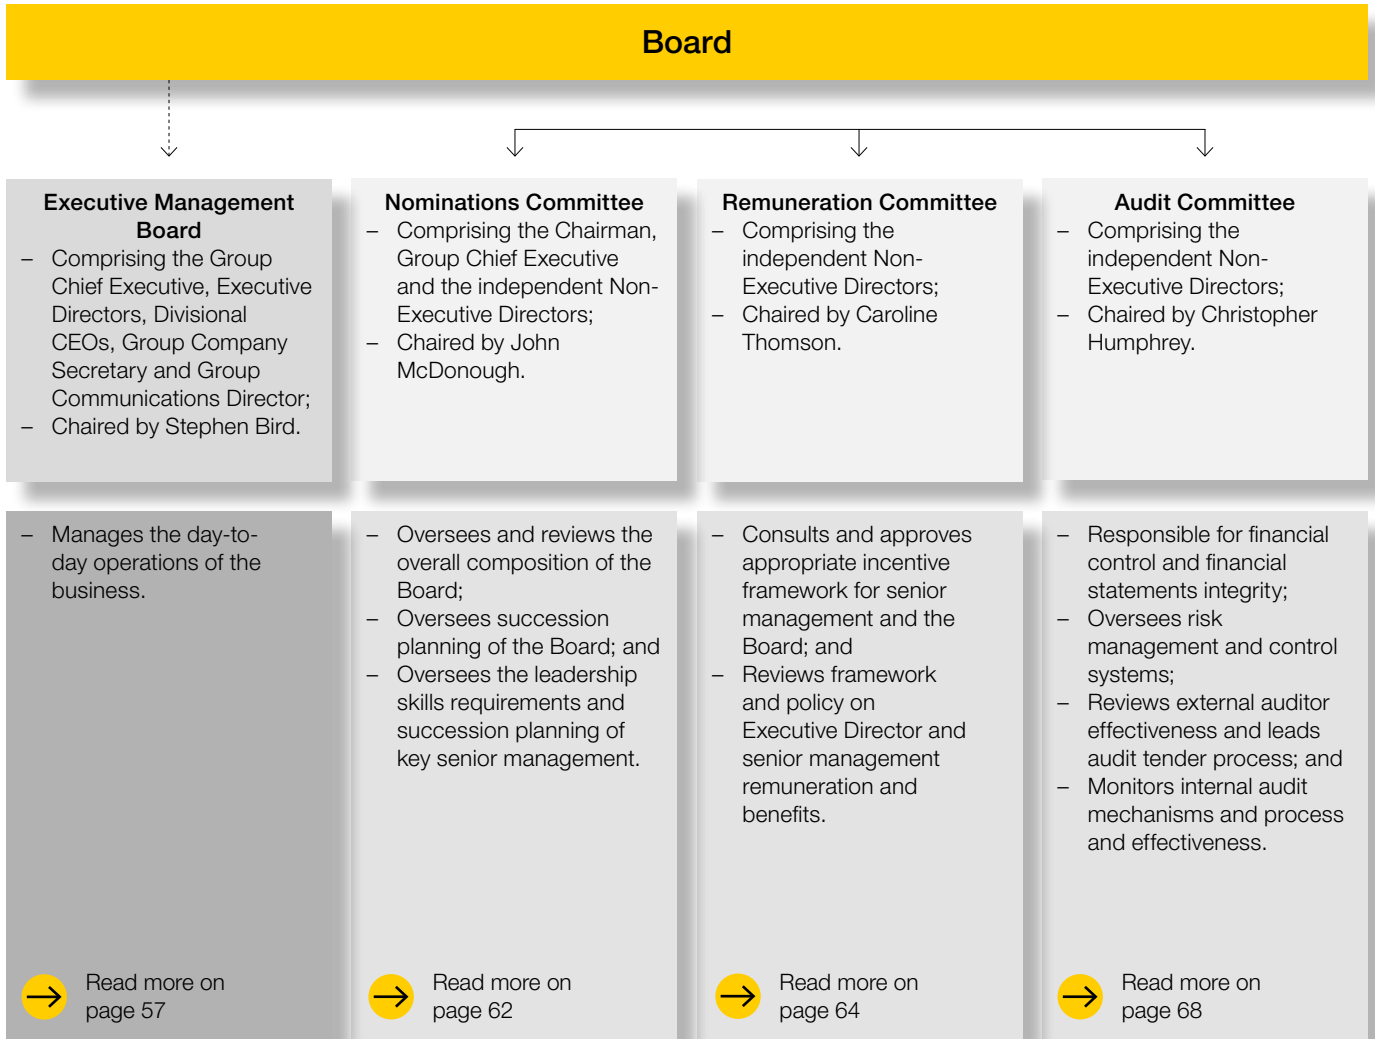 Board
Executive Management
Board
– Comprising the Group
Chief Executive, Executive
Directors, Divisional
CEOs, Group Company
Secretary and Group
Communications Director;
– Chaired by Stephen Bird.
Nominations Committee
– Comprising the Chairman,
Group Chief Executive
and the independent Non-
Executive Directors;
– Chaired by John
McDonough.
Remuneration Committee
– Comprising the
independent Non-
Executive Directors;
– Chaired by Caroline
Thomson.
Audit Committee
– Comprising the
independent Non-
Executive Directors;
– Chaired by Christopher
Humphrey.
– Manages the day-to-
day operations of the
business.
Read more on
page 57
– Oversees and reviews the
overall composition of the
Board;
– Oversees succession
planning of the Board; and
– Oversees the leadership
skills requirements and
succession planning of
key senior management.
Read more on
page 62
– Consults and approves
appropriate incentive
framework for senior
management and the
Board; and
– Reviews framework
and policy on
Executive Director and
senior management
remuneration and
benefits.
Read more on
page 64
– Responsible for financial
control and financial
statements integrity;
– Oversees risk
management and control
systems;
– Reviews external auditor
effectiveness and leads
audit tender process; and
– Monitors internal audit
mechanisms and process
and effectiveness.
Read more on
page 68